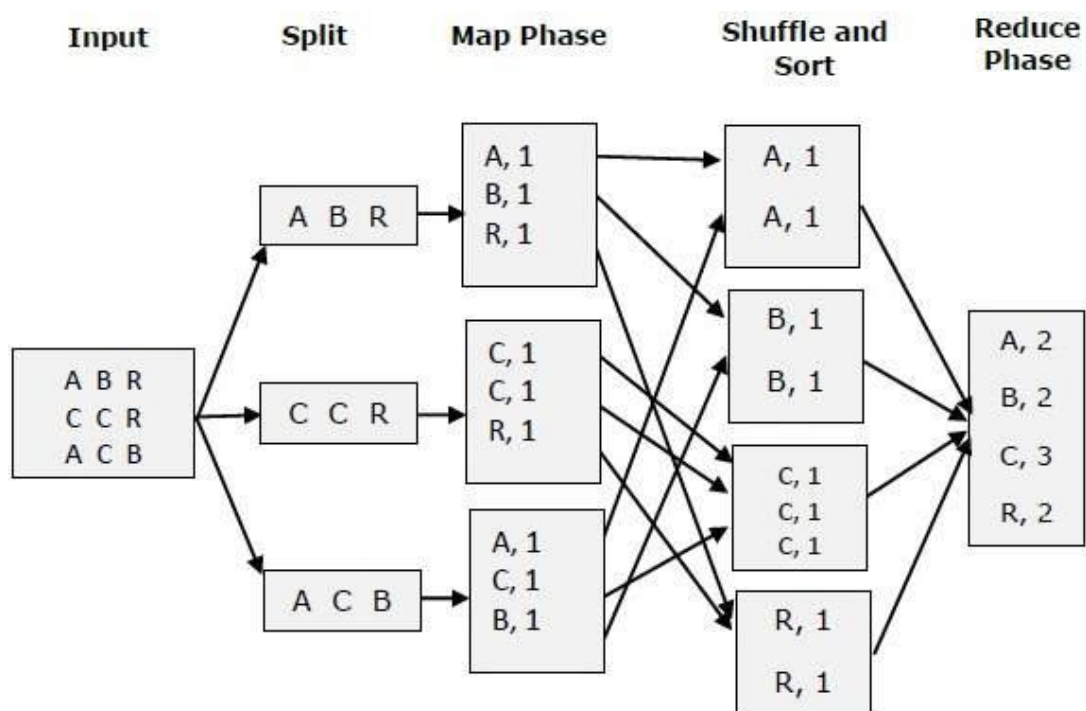 Input
Split
Map Phase
Shuffle and
Sort
Reduce
Phase
A B R
C C R
A C B
A B R
C C R
A C B
A, 1
B, 1
R, 1
C, 1
C, 1
R, 1
A, 1
C, 1
B, 1
A, 1
A, 1
B, 1
B, 1
C, 1
C, 1
C, 1
R, 1
R, 1
A, 2
B, 2
C, 3
R, 2